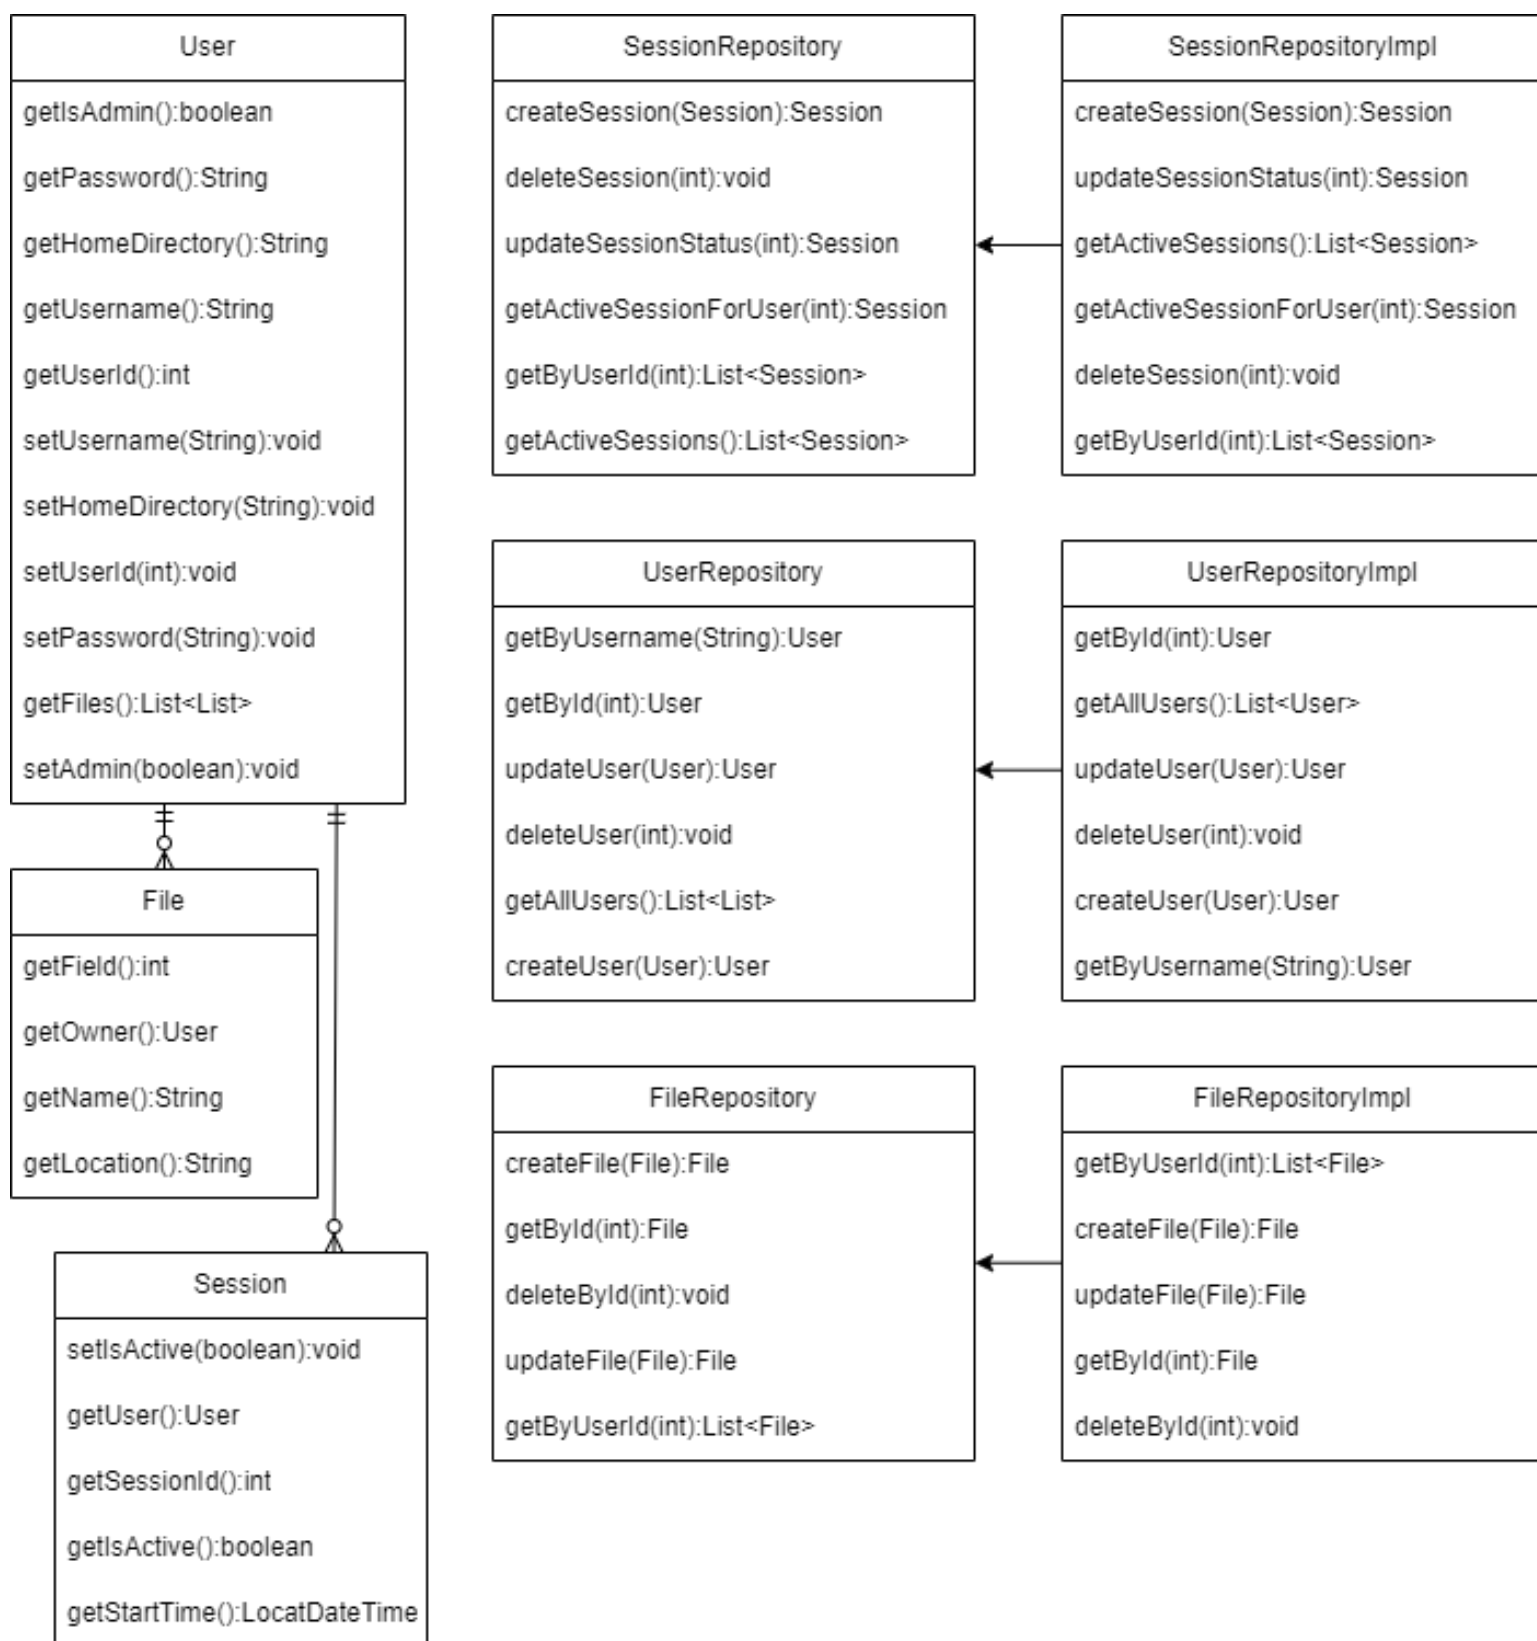 User
getIsAdmin():boolean
getPassword():String
getHomeDirectory():String
getUsername():String
getUserId():int
setUsername(String):void
setHomeDirectory(String):void
setUserId(int):void
setPassword(String):void
getFiles():List<List>
setAdmin(boolean):void
File
getField():int
getOwner():User
getName():String
getLocation():String
Session
setIsActive(boolean):void
getUser():User
getSessionId():int
getIsActive():boolean
getStartTime():LocatDateTime
SessionRepository
createSession(Session):Session
deleteSession(int):void
updateSessionStatus(int):Session
getActiveSessionForUser(int):Session
getByUserId(int):List<Session>
getActiveSessions():List<Session>
SessionRepositoryImpl
createSession(Session):Session
updateSessionStatus(int):Session
getActiveSessions():List<Session>
getActiveSessionForUser(int):Session
deleteSession(int):void
getByUserId(int):List<Session>
UserRepository
getByUsername(String):User
getById(int):User
updateUser(User):User
deleteUser(int):void
getAllUsers():List<List>
createUser(User):User
UserRepositoryImpl
getById(int):User
getAllUsers():List<User>
updateUser(User):User
deleteUser(int):void
createUser(User):User
getByUsername(String):User
FileRepository
createFile(File):File
getById(int):File
deleteById(int):void
updateFile(File):File
getByUserId(int):List<File>
FileRepositoryImpl
getByUserId(int):List<File>
createFile(File):File
updateFile(File):File
getById(int):File
deleteById(int):void